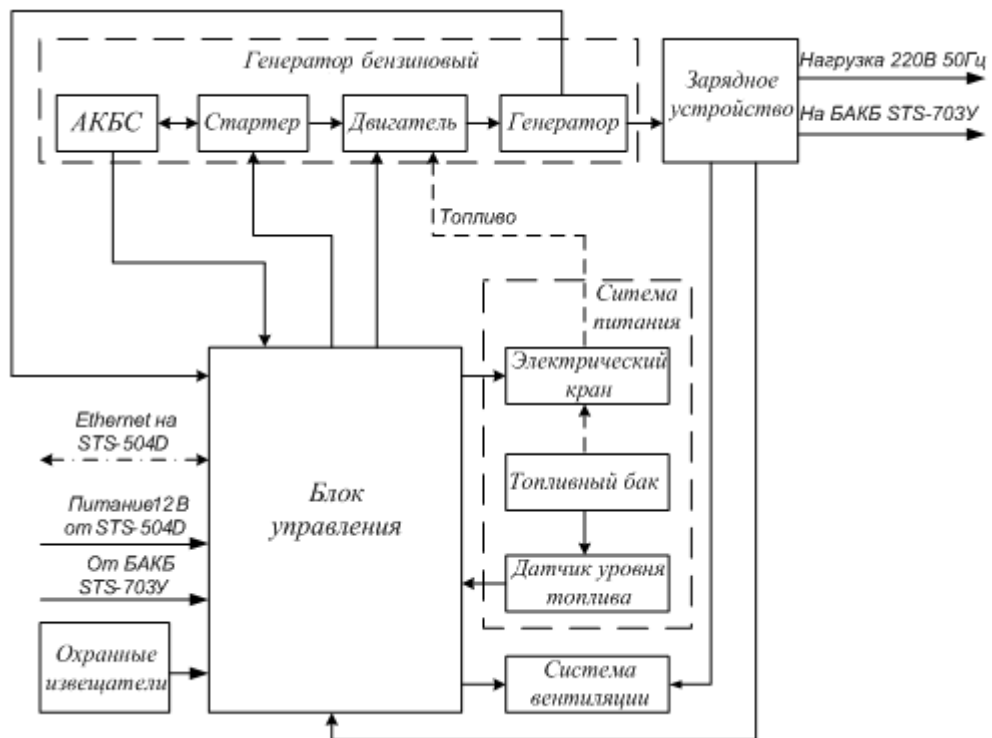 Генератор бензиновый
АКБС
Стартер
Двигатель
Генератор
Зарядное
устройство
Нагрузка 220В 50Гц
На БАКБ STS-703У
Топливо
Ситема
питания
Электрический
кран
Топливный бак
Датчик уровня
топлива
Ethernet на
STS-504D
Питание12 В
от STS-504D
От БАКБ
STS-703У
Блок
управления
Охранные
извещатели
Система
вентиляции